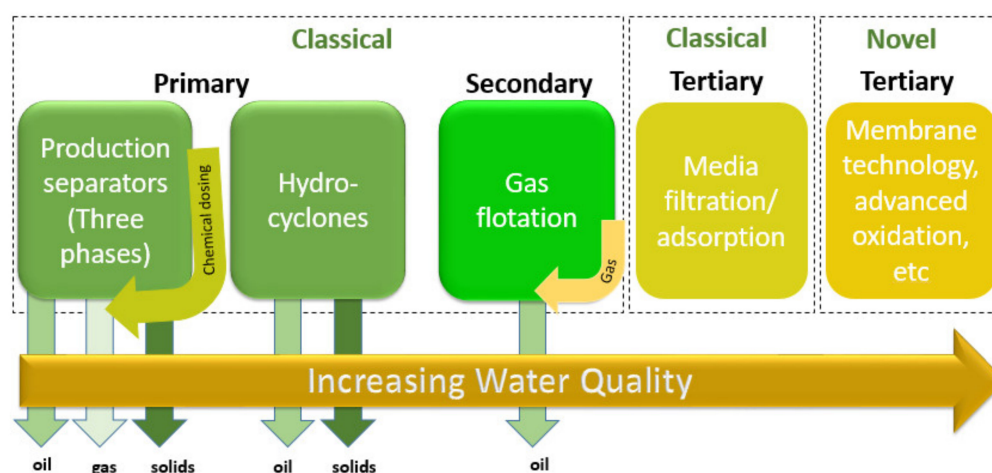 Classical
Classical
Novel
Primary
Secondary
Tertiary
Tertiary
Production
separators
(Three
phases)
Chemical dosing
Hydro-
cyclones
Gas
flotation
Gas
Media
filtration/
adsorption
Membrane
technology,
advanced
oxidation,
etc
Increasing Water Quality
oil
gas
solids
oil
solids
oil